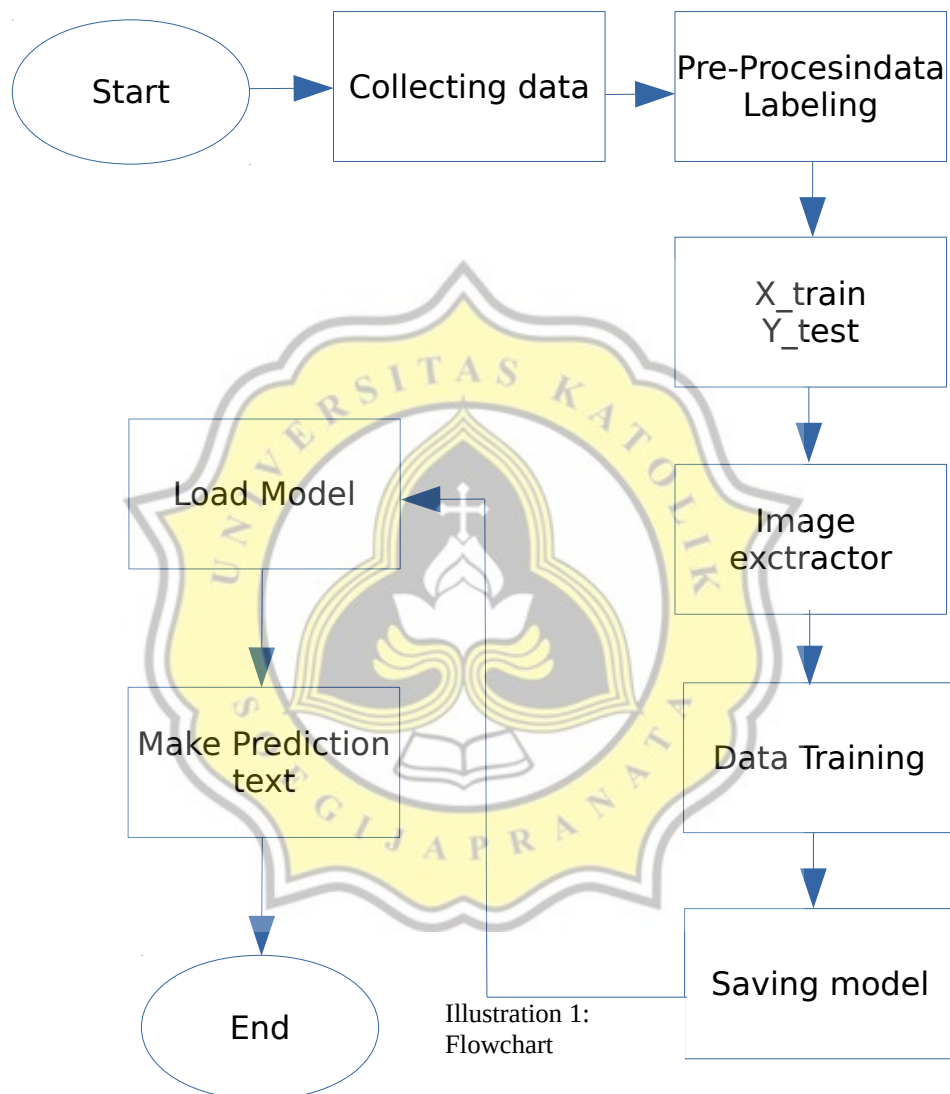 Start
Collecting data
Pre-Procesindata
Labeling
X_train
Y_test
Image
exctractor
Data Training
Saving model
Load Model
Make Prediction
text
End
Illustration 1:
Flowchart
UNIVERSITAS KATOLIK
SOEGIJAPRANATA